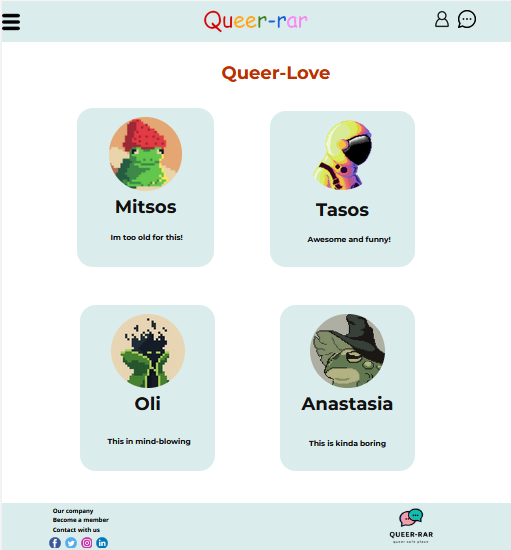 Queer-rar
Queer-Love
Mitsos
Im too old for this!
Tasos
Awesome and funny!
Oli
This in mind-blowing
Anastasia
This is kinda boring
Our company
Become a member
Contact with us
QUEER-RAR
queer safe place